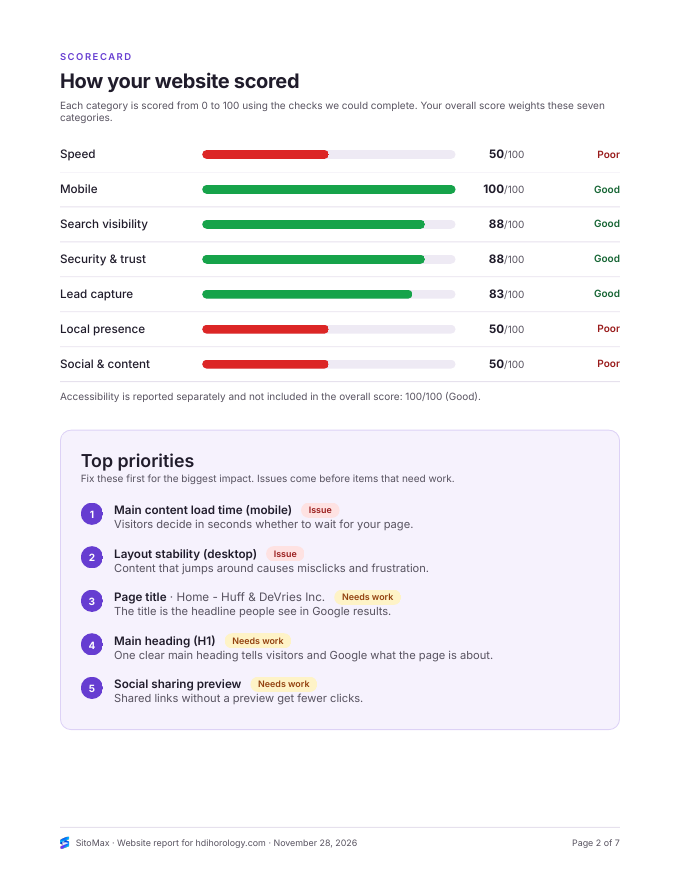 SCORECARD
How your website scored
Each category is scored from 0 to 100 using the checks we could complete. Your overall score weights these seven
categories.
Speed 50/100 Poor
Mobile 100/100 Good
Search visibility 88/100 Good
Security & trust 88/100 Good
Lead capture 83/100 Good
Local presence 50/100 Poor
Social & content 50/100 Poor
Accessibility is reported separately and not included in the overall score: 100/100 (Good).
Top priorities
Fix these first for the biggest impact. Issues come before items that need work.
1 Main content load time (mobile) Issue
Visitors decide in seconds whether to wait for your page.
2 Layout stability (desktop) Issue
Content that jumps around causes misclicks and frustration.
3 Page title · Home - Huff & DeVries Inc. Needs work
The title is the headline people see in Google results.
4 Main heading (H1) Needs work
One clear main heading tells visitors and Google what the page is about.
5 Social sharing preview Needs work
Shared links without a preview get fewer clicks.
SitoMax · Website report for hdihorology.com · November 28, 2026 Page 2 of 7